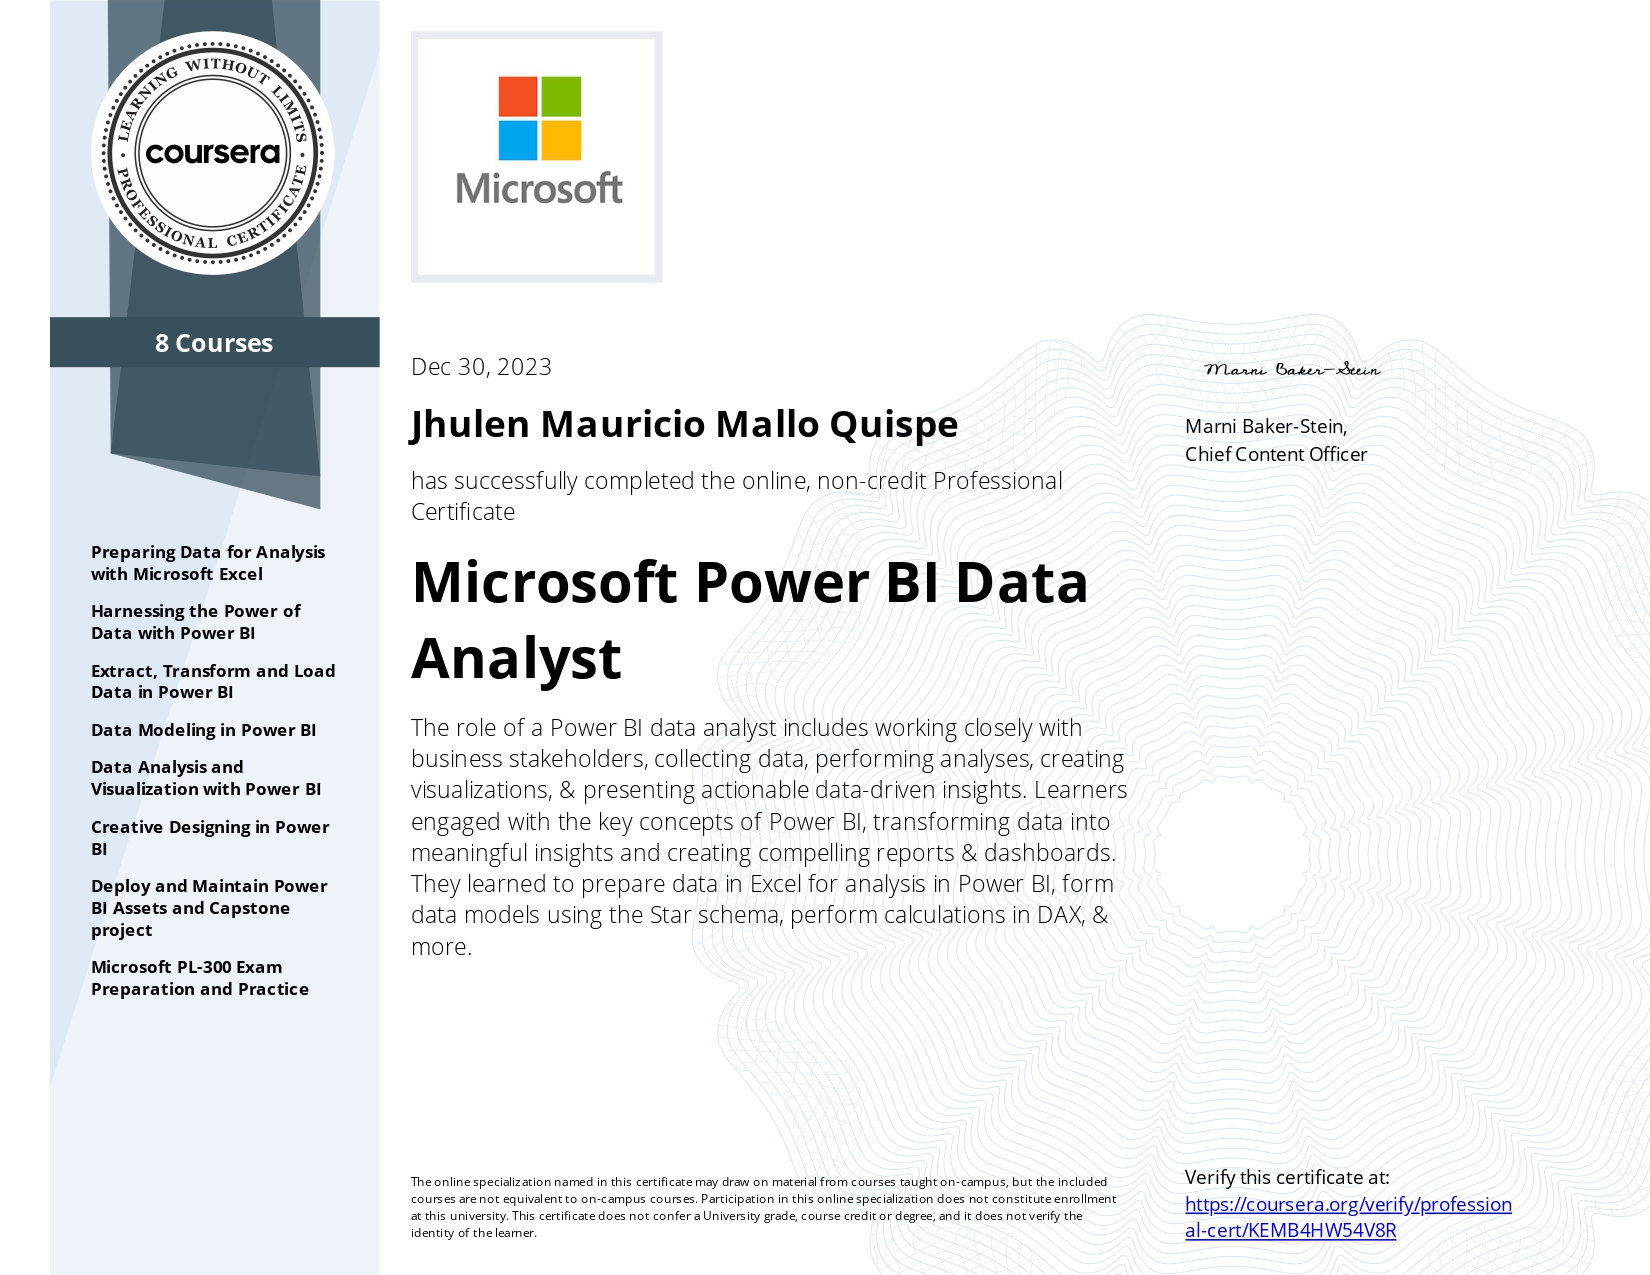 LEARNING WITHOUT LIMITS
coursera
PROFESSIONAL CERTIFICATE
8 Courses
Preparing Data for Analysis
with Microsoft Excel
Harnessing the Power of
Data with Power BI
Extract, Transform and Load
Data in Power BI
Data Modeling in Power BI
Data Analysis and
Visualization with Power BI
Creative Designing in Power
BI
Deploy and Maintain Power
BI Assets and Capstone
project
Microsoft PL-300 Exam
Preparation and Practice
Microsoft
Dec 30, 2023
Jhulen Mauricio Mallo Quispe
has successfully completed the online, non-credit Professional
Certificate
Microsoft Power BI Data
Analyst
The role of a Power BI data analyst includes working closely with
business stakeholders, collecting data, performing analyses, creating
visualizations, & presenting actionable data-driven insights. Learners
engaged with the key concepts of Power BI, transforming data into
meaningful insights and creating compelling reports & dashboards.
They learned to prepare data in Excel for analysis in Power BI, form
data models using the Star schema, perform calculations in DAX, &
more.
Marni Baker-Stein
Marni Baker-Stein,
Chief Content Officer
The online specialization named in this certificate may draw on material from courses taught on-campus, but the included
courses are not equivalent to on-campus courses. Participation in this online specialization does not constitute enrollment
at this university. This certificate does not confer a University grade, course credit or degree, and it does not verify the
identity of the learner.
Verify this certificate at:
https://coursera.org/verify/profession
al-cert/KEMB4HW54V8R